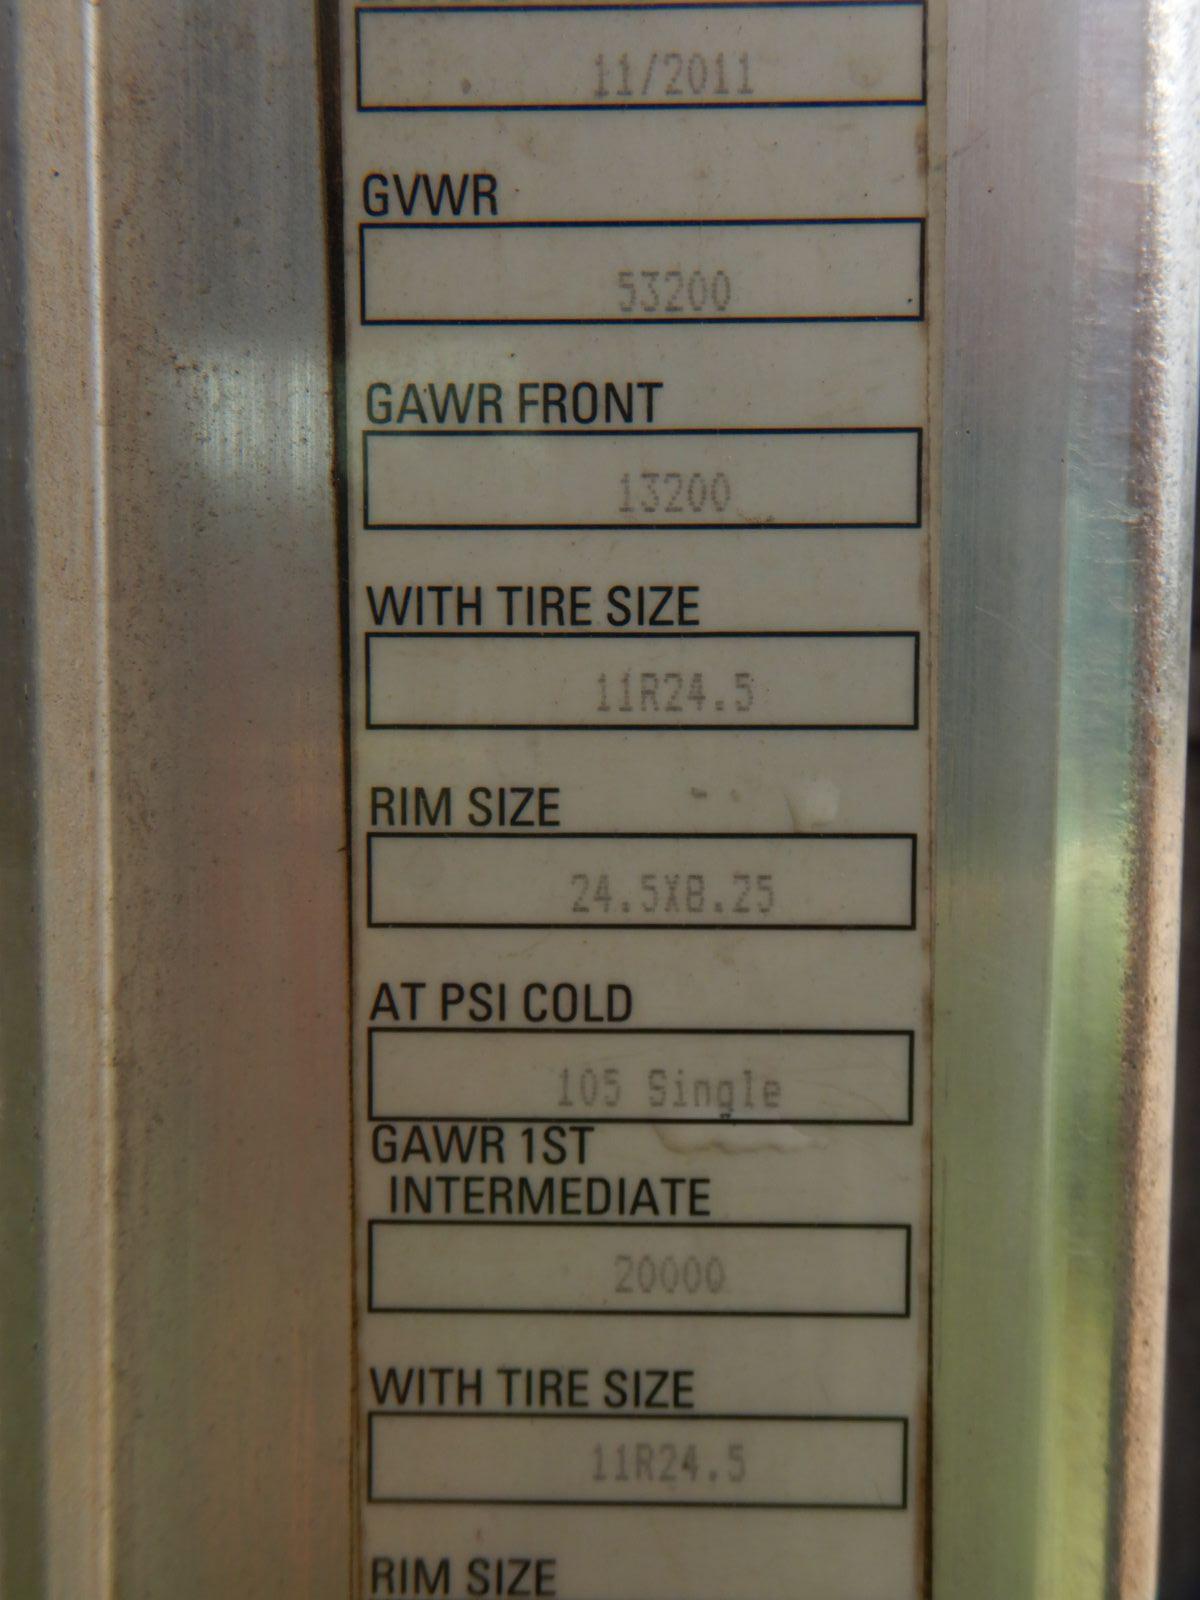 11/2011
GVWR
53200
GAWR FRONT
13200
WITH TIRE SIZE
11R24.5
RIM SIZE
24.5X8.25
AT PSI COLD
105 Single
GAWR 1ST
INTERMEDIATE
20000
WITH TIRE SIZE
11R24.5
RIM SIZE